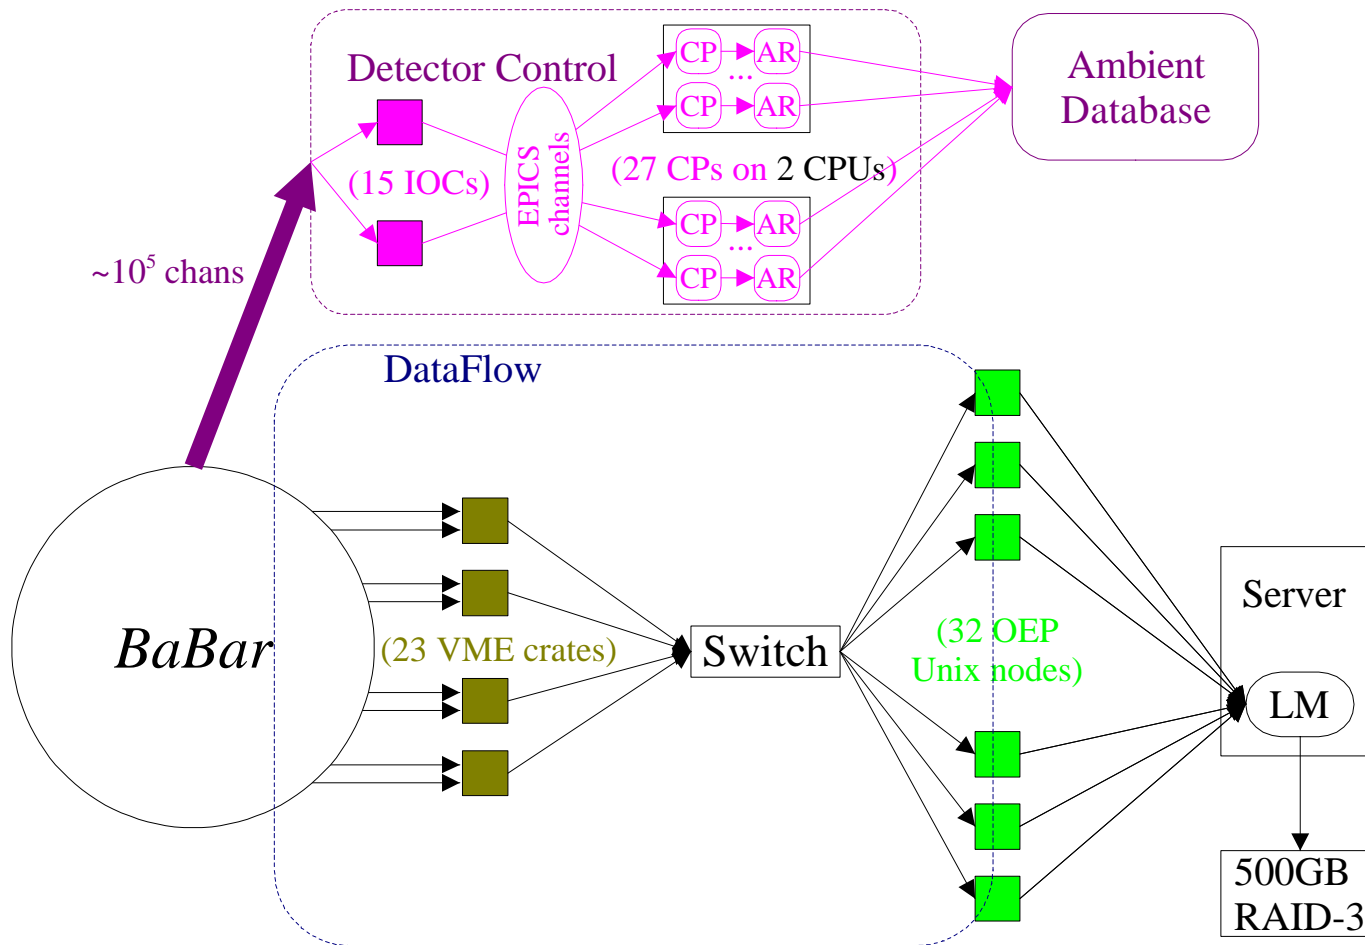 Detector Control
CP
AR
...
CP
AR
Ambient
Database
(15 IOCs)
EPICS
channels
(27 CPs on 2 CPUs)
CP
AR
...
CP
AR
~10⁵ chans
DataFlow
BaBar
(23 VME crates)
Switch
(32 OEP
Unix nodes)
Server
LM
500GB
RAID-3